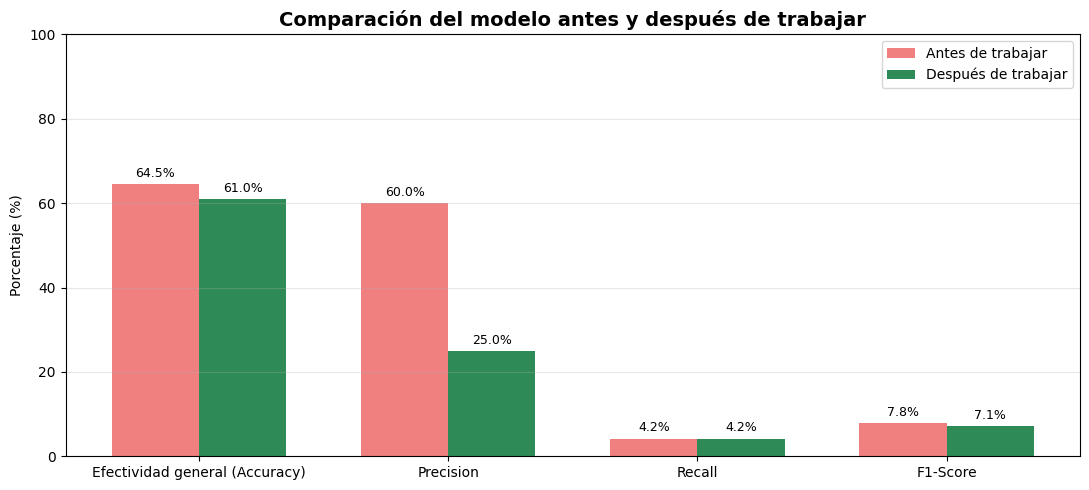 Comparación del modelo antes y después de trabajar
Antes de trabajar
Después de trabajar
Porcentaje (%)
100
80
60
40
20
0
64.5%
61.0%
60.0%
25.0%
4.2%
4.2%
7.8%
7.1%
Efectividad general (Accuracy)
Precision
Recall
F1-Score